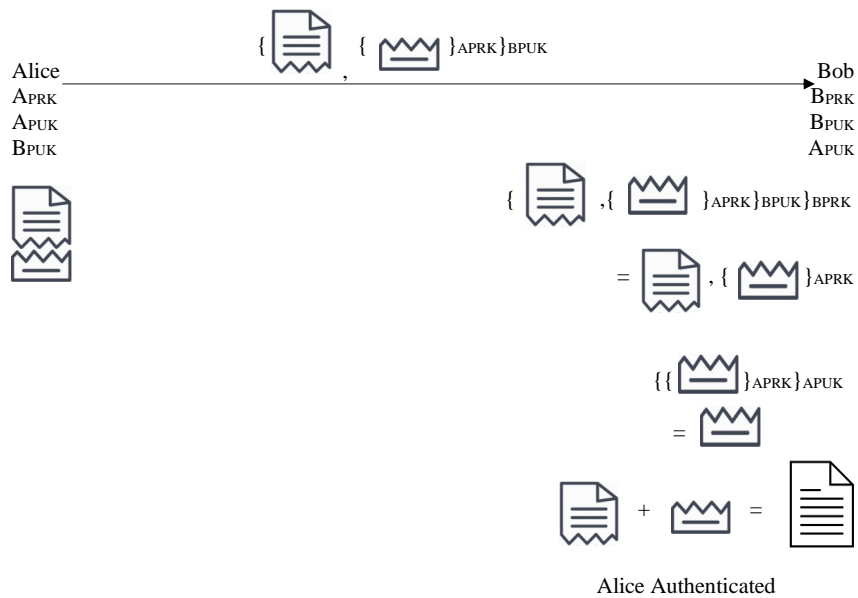 { , { }APRK}BPUK
Alice
APRK
APUK
BPUK
Bob
BPRK
BPUK
APUK
{ ,{ }APRK}BPUK}BPRK
= , { }APRK
{{ }APRK}APUK
=
+ =
Alice Authenticated